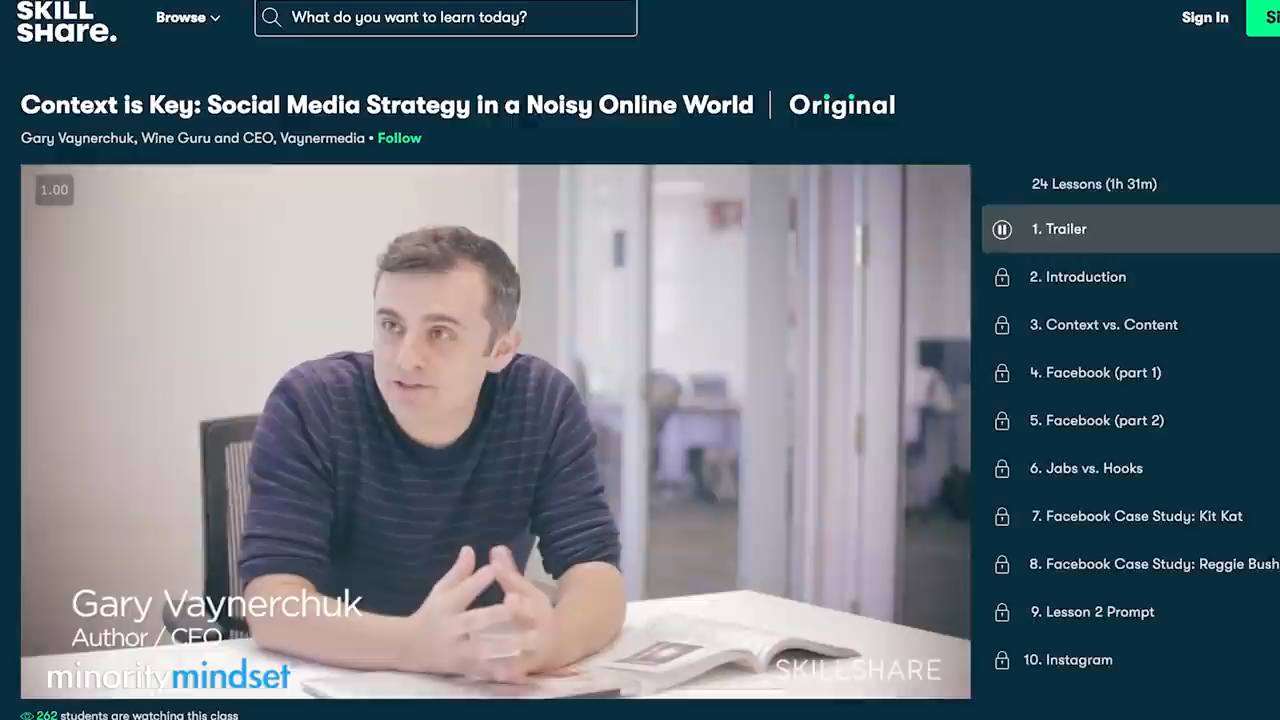 SKILL
SHare.
Browse
What do you want to learn today?
Sign In
Si
Context is Key: Social Media Strategy in a Noisy Online World | Original
Gary Vaynerchuk, Wine Guru and CEO, Vaynermedia • Follow
1.00
24 Lessons (1h 31m)
1. Trailer
2. Introduction
3. Context vs. Content
4. Facebook (part 1)
5. Facebook (part 2)
6. Jabs vs. Hooks
7. Facebook Case Study: Kit Kat
8. Facebook Case Study: Reggie Bush
9. Lesson 2 Prompt
10. Instagram
Gary Vaynerchuk
Author / CEO
minoritymindset
SKILLSHARE
262 students are watching this class